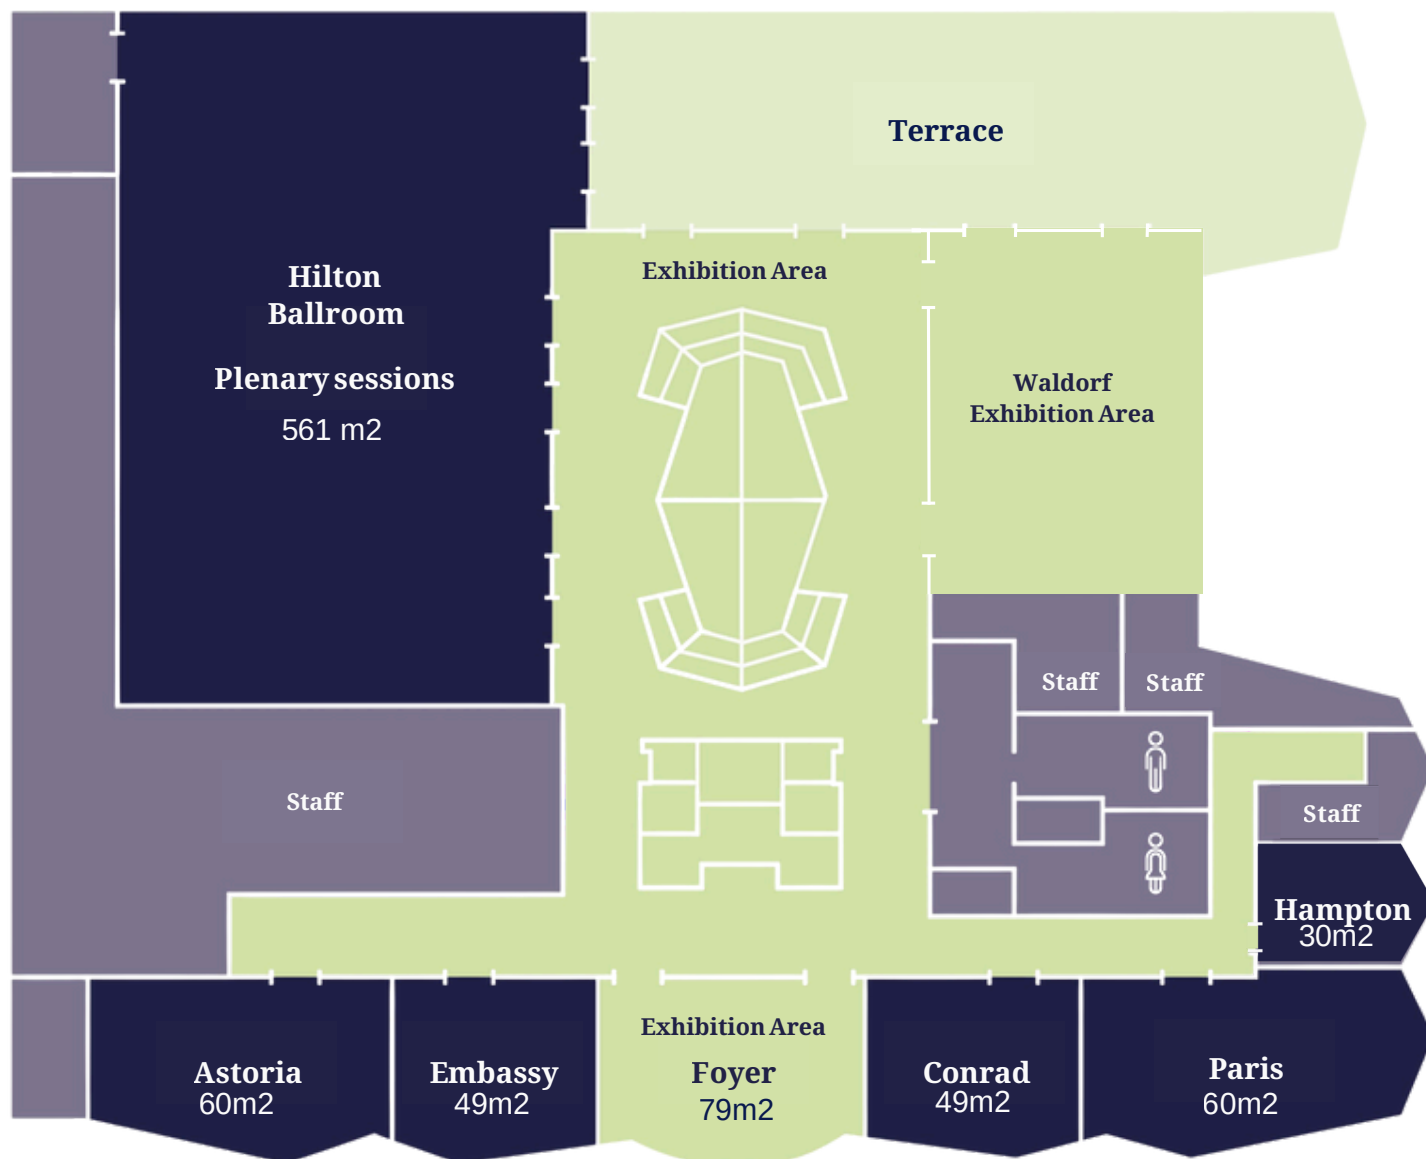 Terrace
Exhibition Area
Hilton
Ballroom
Plenary sessions
561 m2
Waldorf
Exhibition Area
Staff
Staff
Staff
Staff
Hampton
30m2
Exhibition Area
Astoria
60m2
Embassy
49m2
Foyer
79m2
Conrad
49m2
Paris
60m2